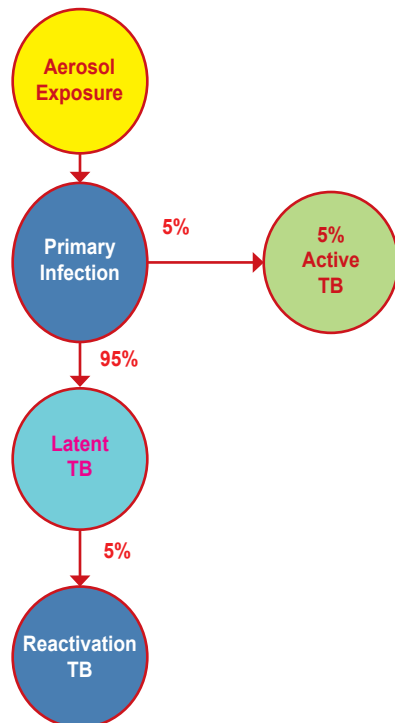 Aerosol
Exposure
Primary
Infection
5%
5%
Active
TB
95%
Latent
TB
5%
Reactivation
TB